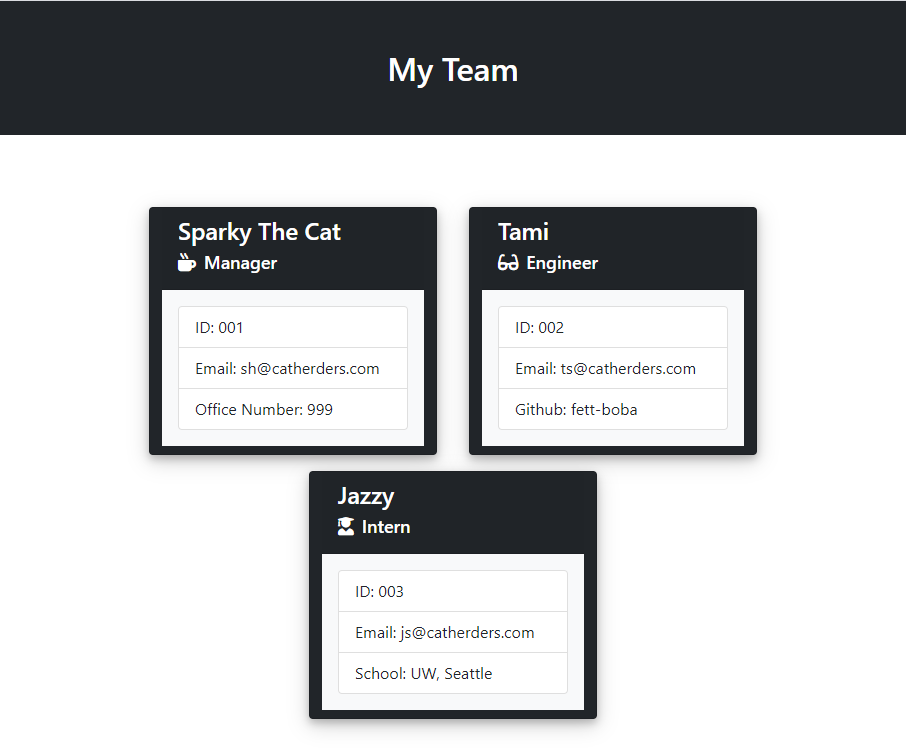 My Team
Sparky The Cat
Manager
ID: 001
Email: sh@catherders.com
Office Number: 999
Tami
Engineer
ID: 002
Email: ts@catherders.com
Github: fett-boba
Jazzy
Intern
ID: 003
Email: js@catherders.com
School: UW, Seattle